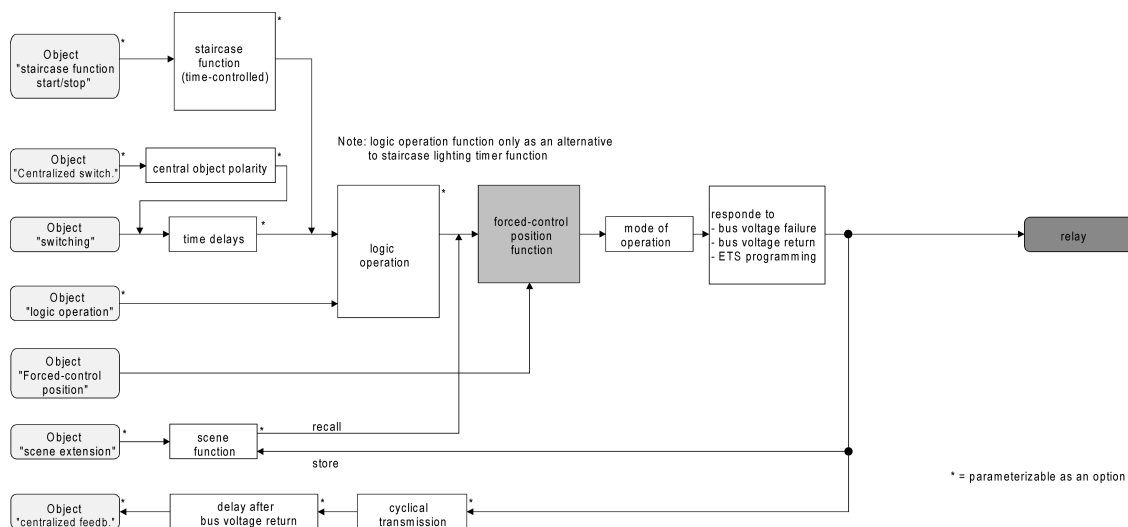 *
Object
"staircase function
start/stop"
*
staircase
function
(time-controlled)
Note: logic operation function only as an alternative
to staircase lighting timer function
*
Object
"Centralized switch."
*
central object polarity
Object
"switching"
*
time delays
*
logic
operation
forced-control
position
function
mode of
operation
responde to
- bus voltage failure
- bus voltage return
- ETS programming
relay
*
Object
"logic operation"
Object
"Forced-control
position"
*
Object
"scene extension"
*
scene
function
recall
store
* = parameterizable as an option
*
Object
"centralized feedb."
*
delay after
bus voltage return
*
cyclical
transmission